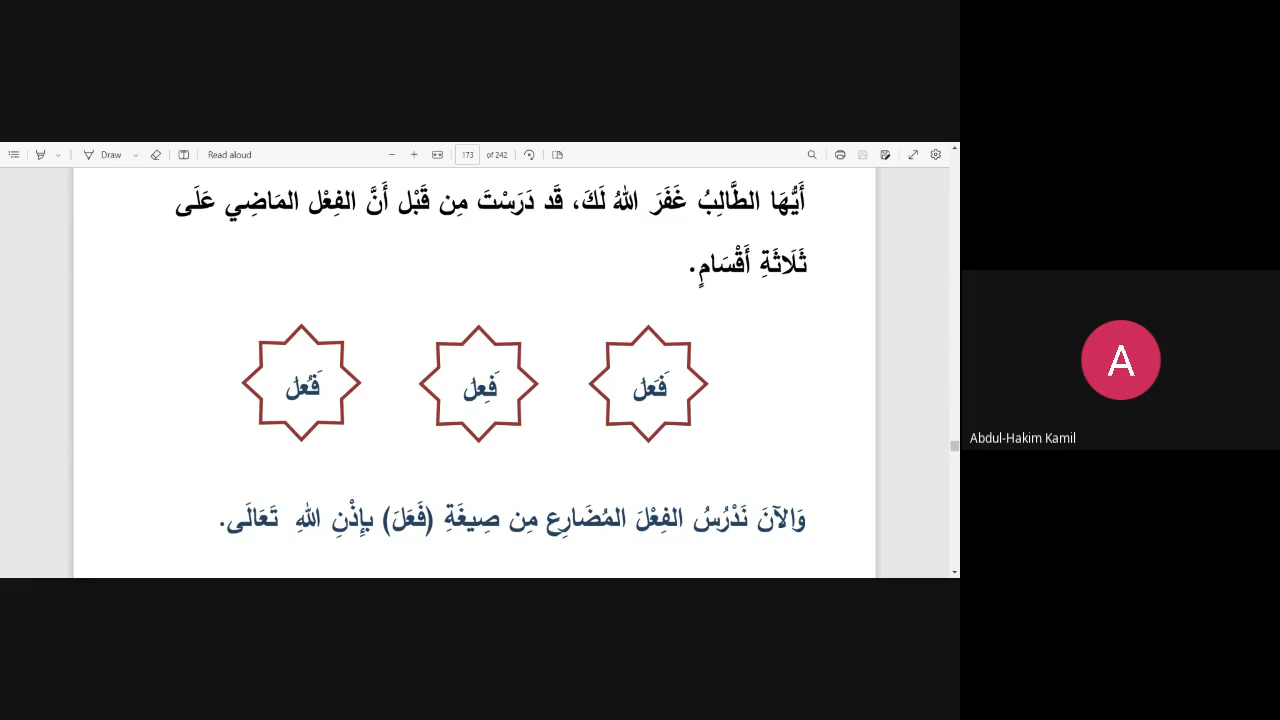 Draw
Read aloud
173
of 242
أَيُّهَا الطَّالِبُ غَفَرَ اللهُ لَكَ، قَد دَرَسْتَ مِن قَبْل أَنَّ الفِعْل المَاضِي عَلَى
ثَلَاثَةِ أَقْسَامٍ.
فَعَل
فَعِل
فَعُل
وَالآنَ نَدْرُسُ الفِعْلَ المُضَارِع مِن صِيغَةِ (فَعَلَ) بإِذْنِ اللهِ تَعَالَى.
A
Abdul-Hakim Kamil